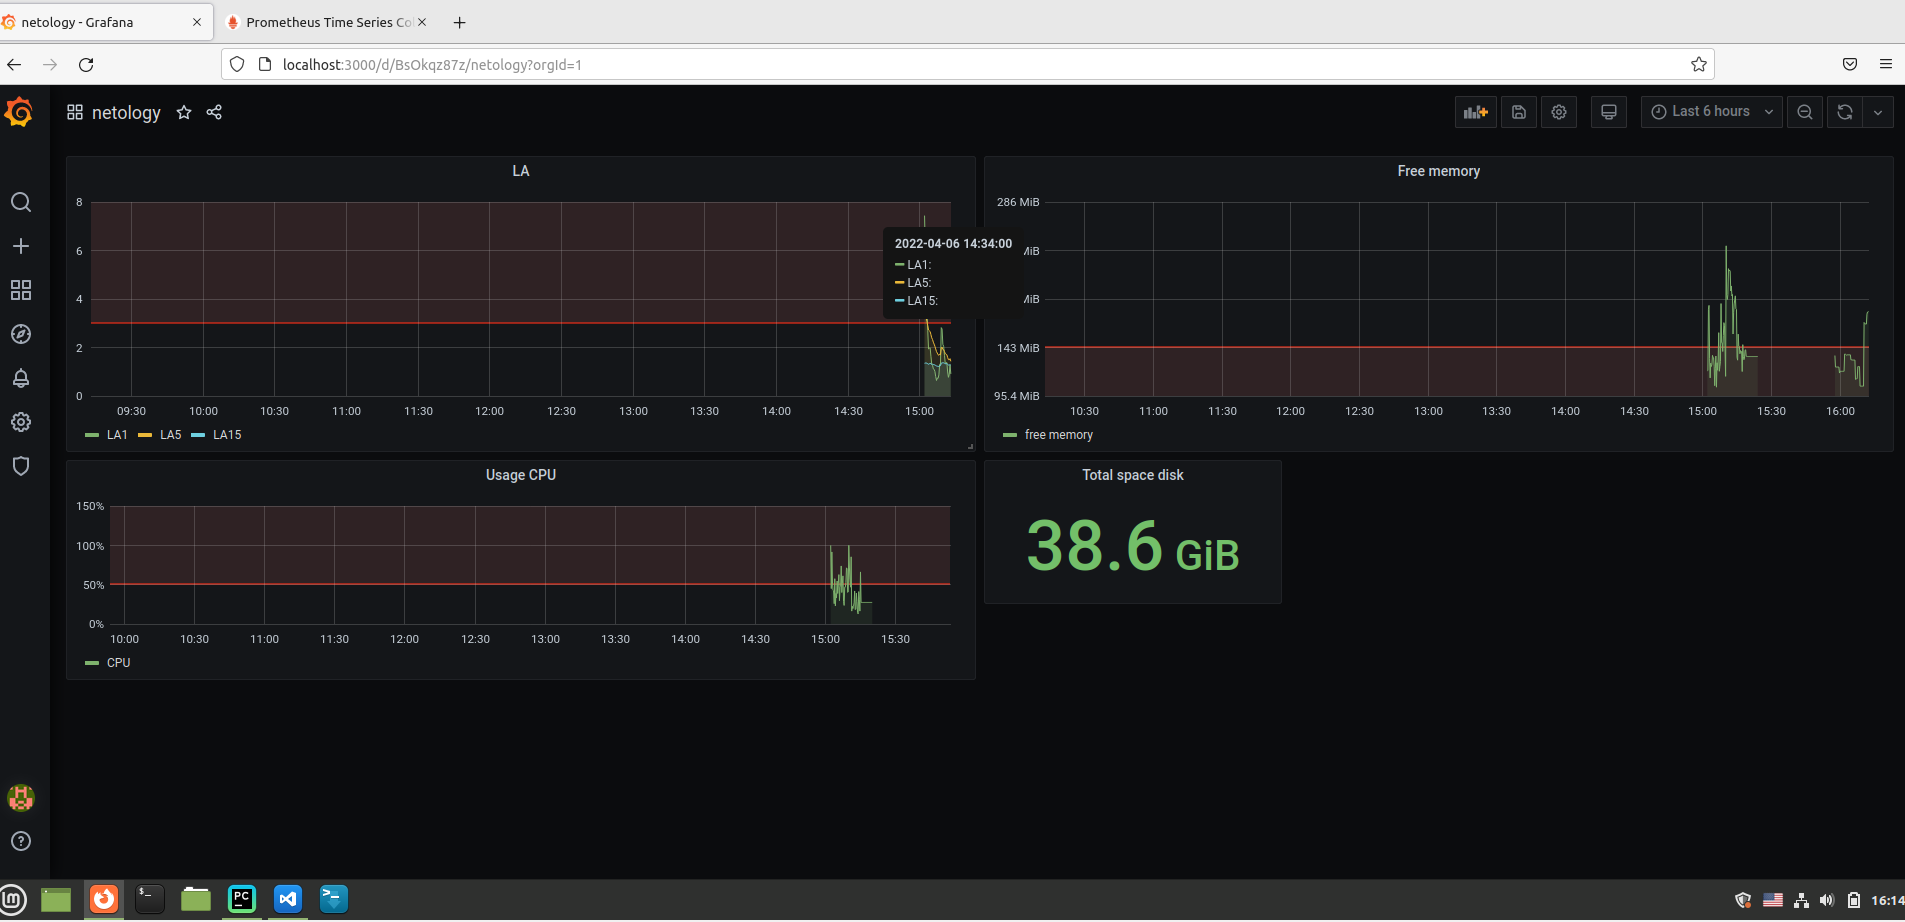 netology - Grafana
Prometheus Time Series Co
localhost:3000/d/BsOkqz87z/netology?orgId=1
netology
Last 6 hours
LA
8
6
4
2
0
09:30 10:00 10:30 11:00 11:30 12:00 12:30 13:00 13:30 14:00 14:30 15:00
LA1 LA5 LA15
2022-04-06 14:34:00
LA1:
LA5:
LA15:
Free memory
286 MiB
MiB
MiB
143 MiB
95.4 MiB
10:30 11:00 11:30 12:00 12:30 13:00 13:30 14:00 14:30 15:00 15:30 16:00
free memory
Usage CPU
150%
100%
50%
0%
10:00 10:30 11:00 11:30 12:00 12:30 13:00 13:30 14:00 14:30 15:00 15:30
CPU
Total space disk
38.6 GiB
lm
$_
PC
>_
16:14